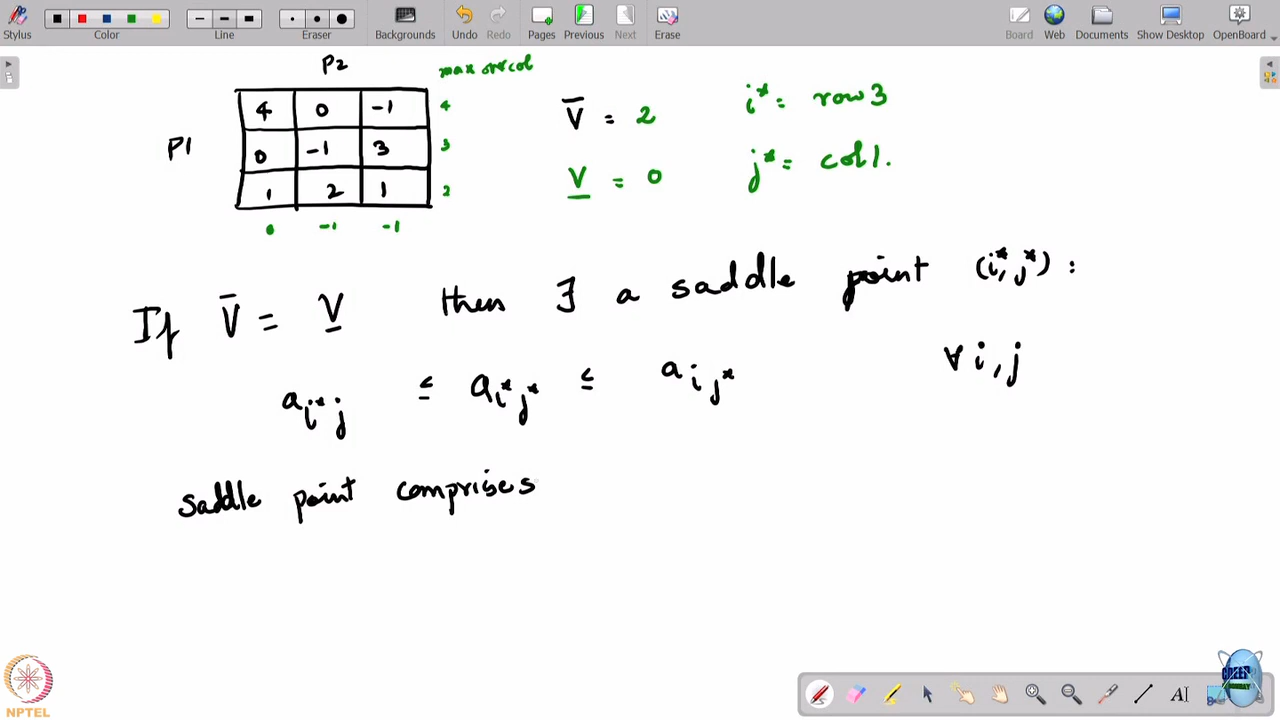 Stylus Color Line Eraser Backgrounds Undo Redo Pages Previous Next Erase Board Web Documents Show Desktop OpenBoard
P2 max over col
4 0 -1 4
P1 0 -1 3 3
1 2 1 2
0 -1 -1
V̅ = 2 i* = row 3
V̲ = 0 j* = col 1.
If V̅ = V̲ then ∃ a saddle point (i*, j*) :
a_{i*j} ≤ a_{i*j*} ≤ a_{ij*} ∀ i, j
saddle point comprises
NPTEL